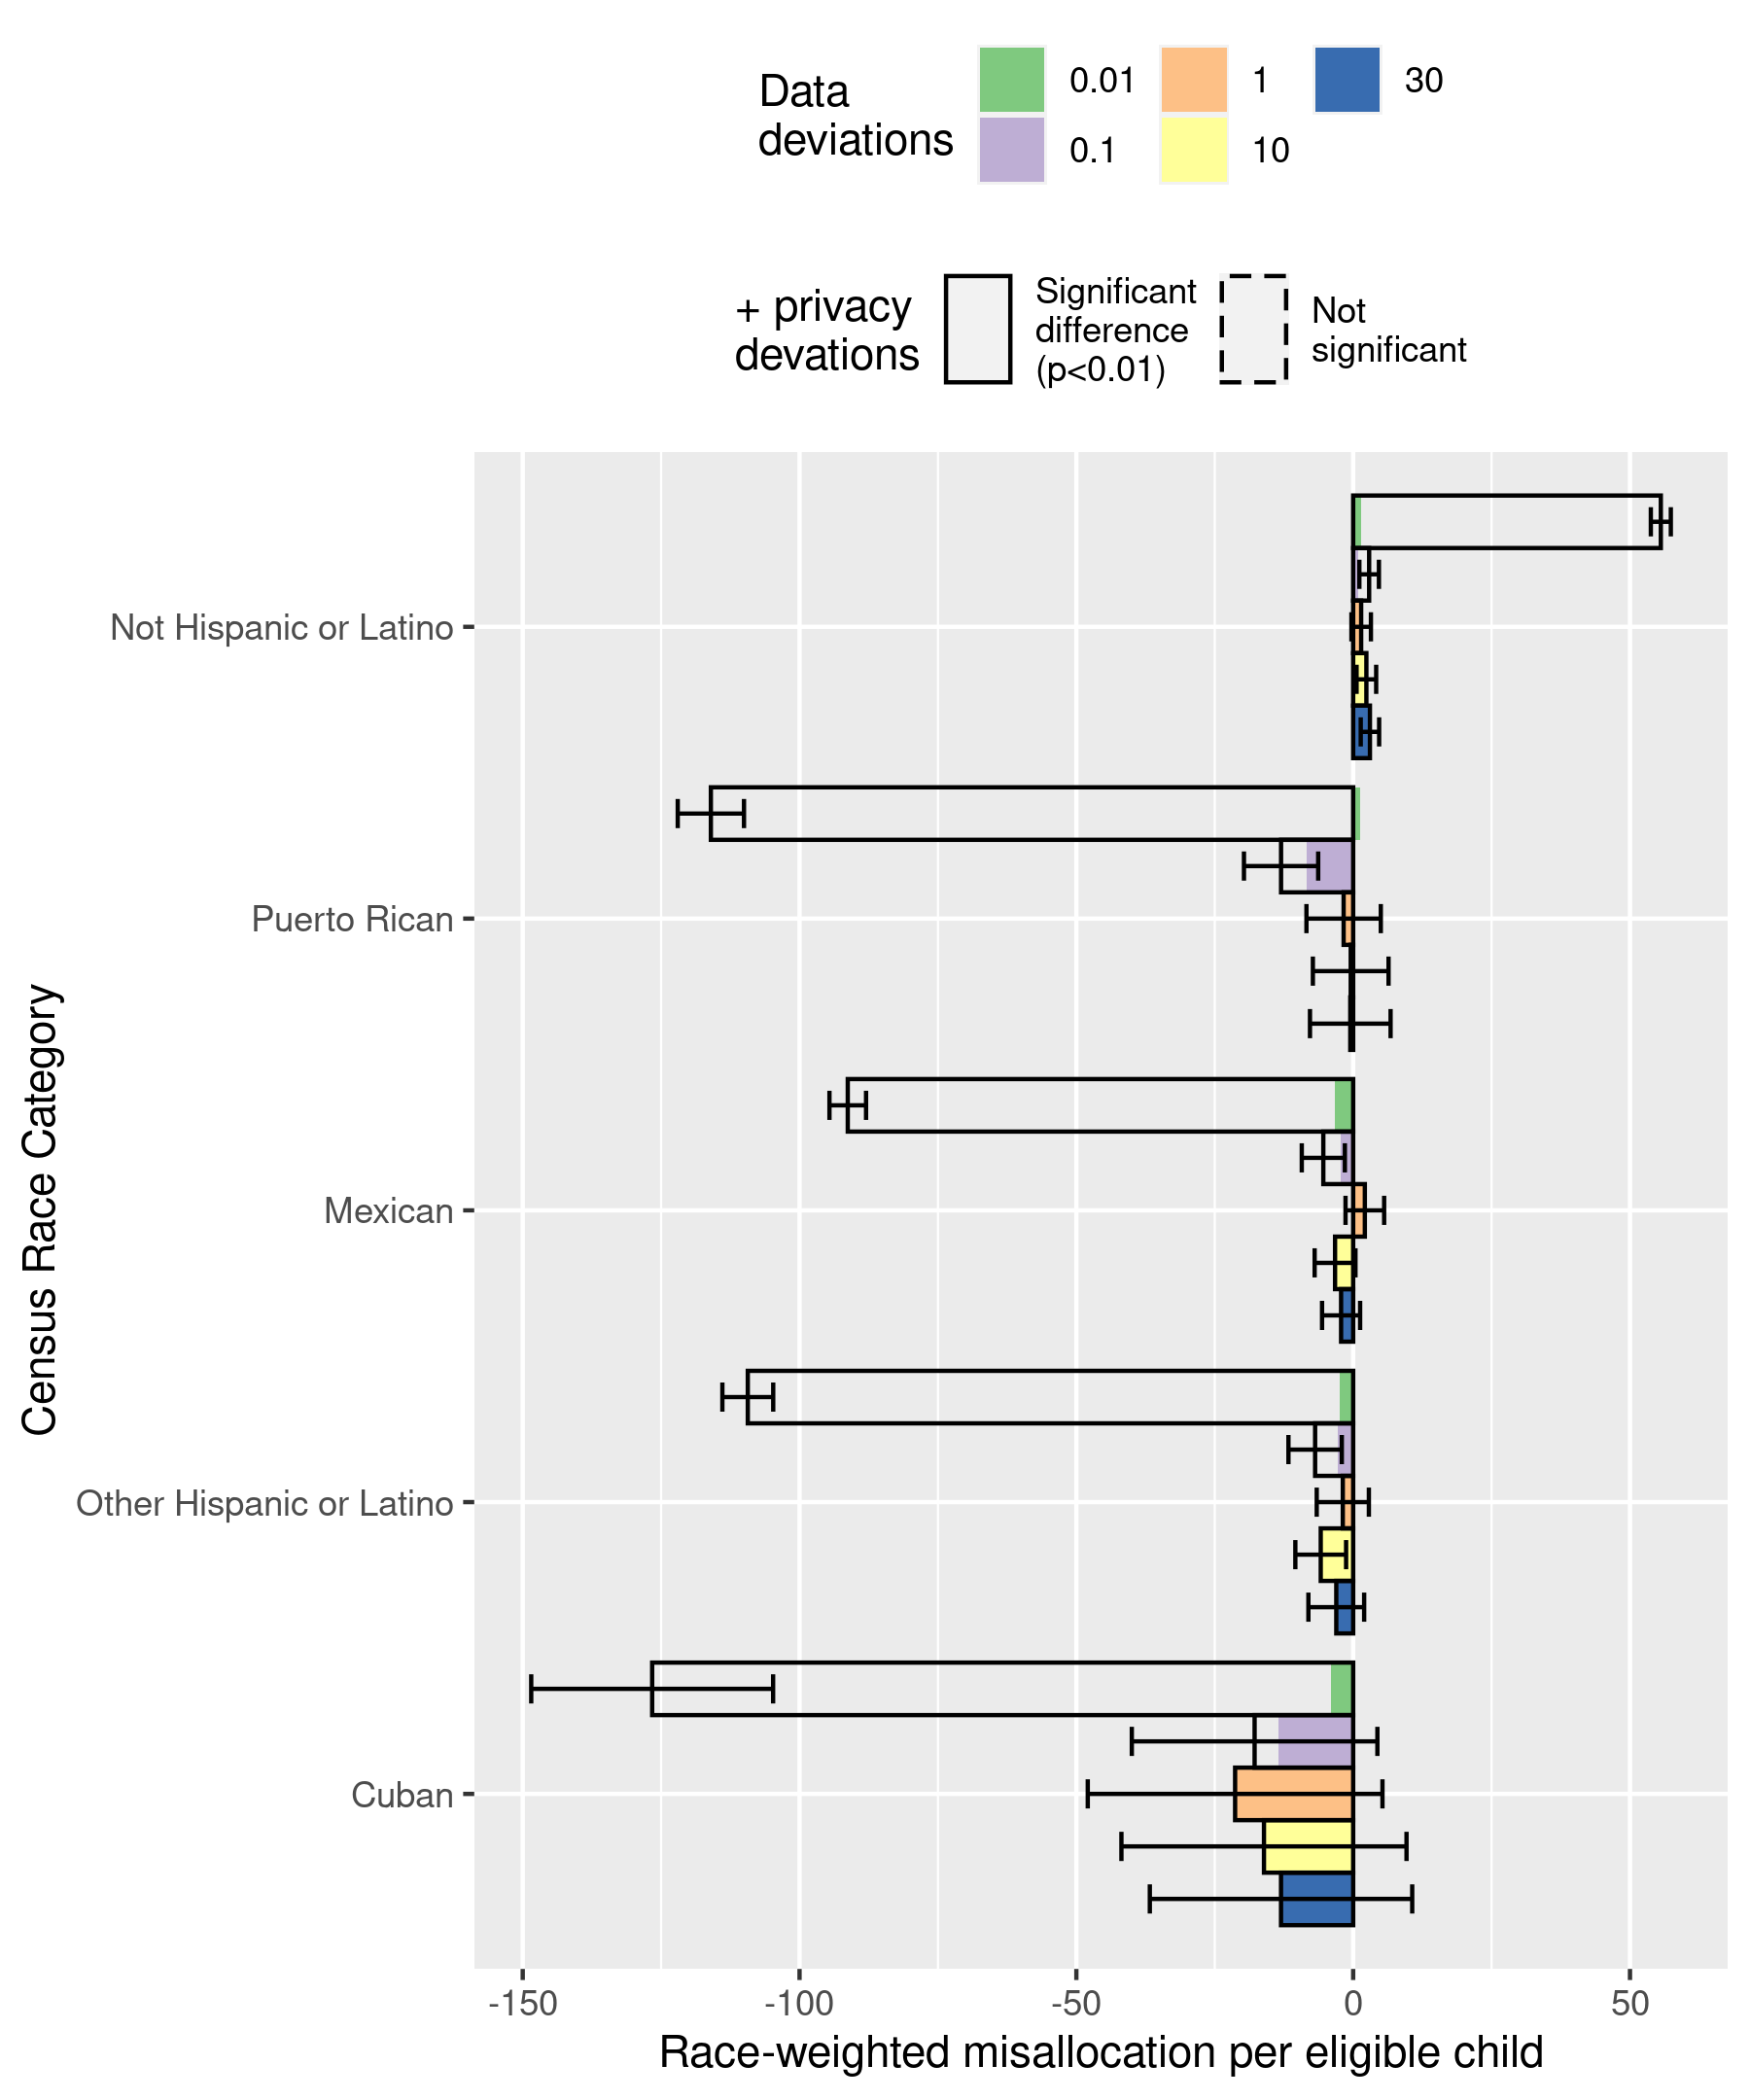 Data
deviations
0.01
1
30
0.1
10
+ privacy
devations
Significant
difference
(p<0.01)
Not
significant
Census Race Category
Not Hispanic or Latino
Puerto Rican
Mexican
Other Hispanic or Latino
Cuban
-150
-100
-50
0
50
Race-weighted misallocation per eligible child